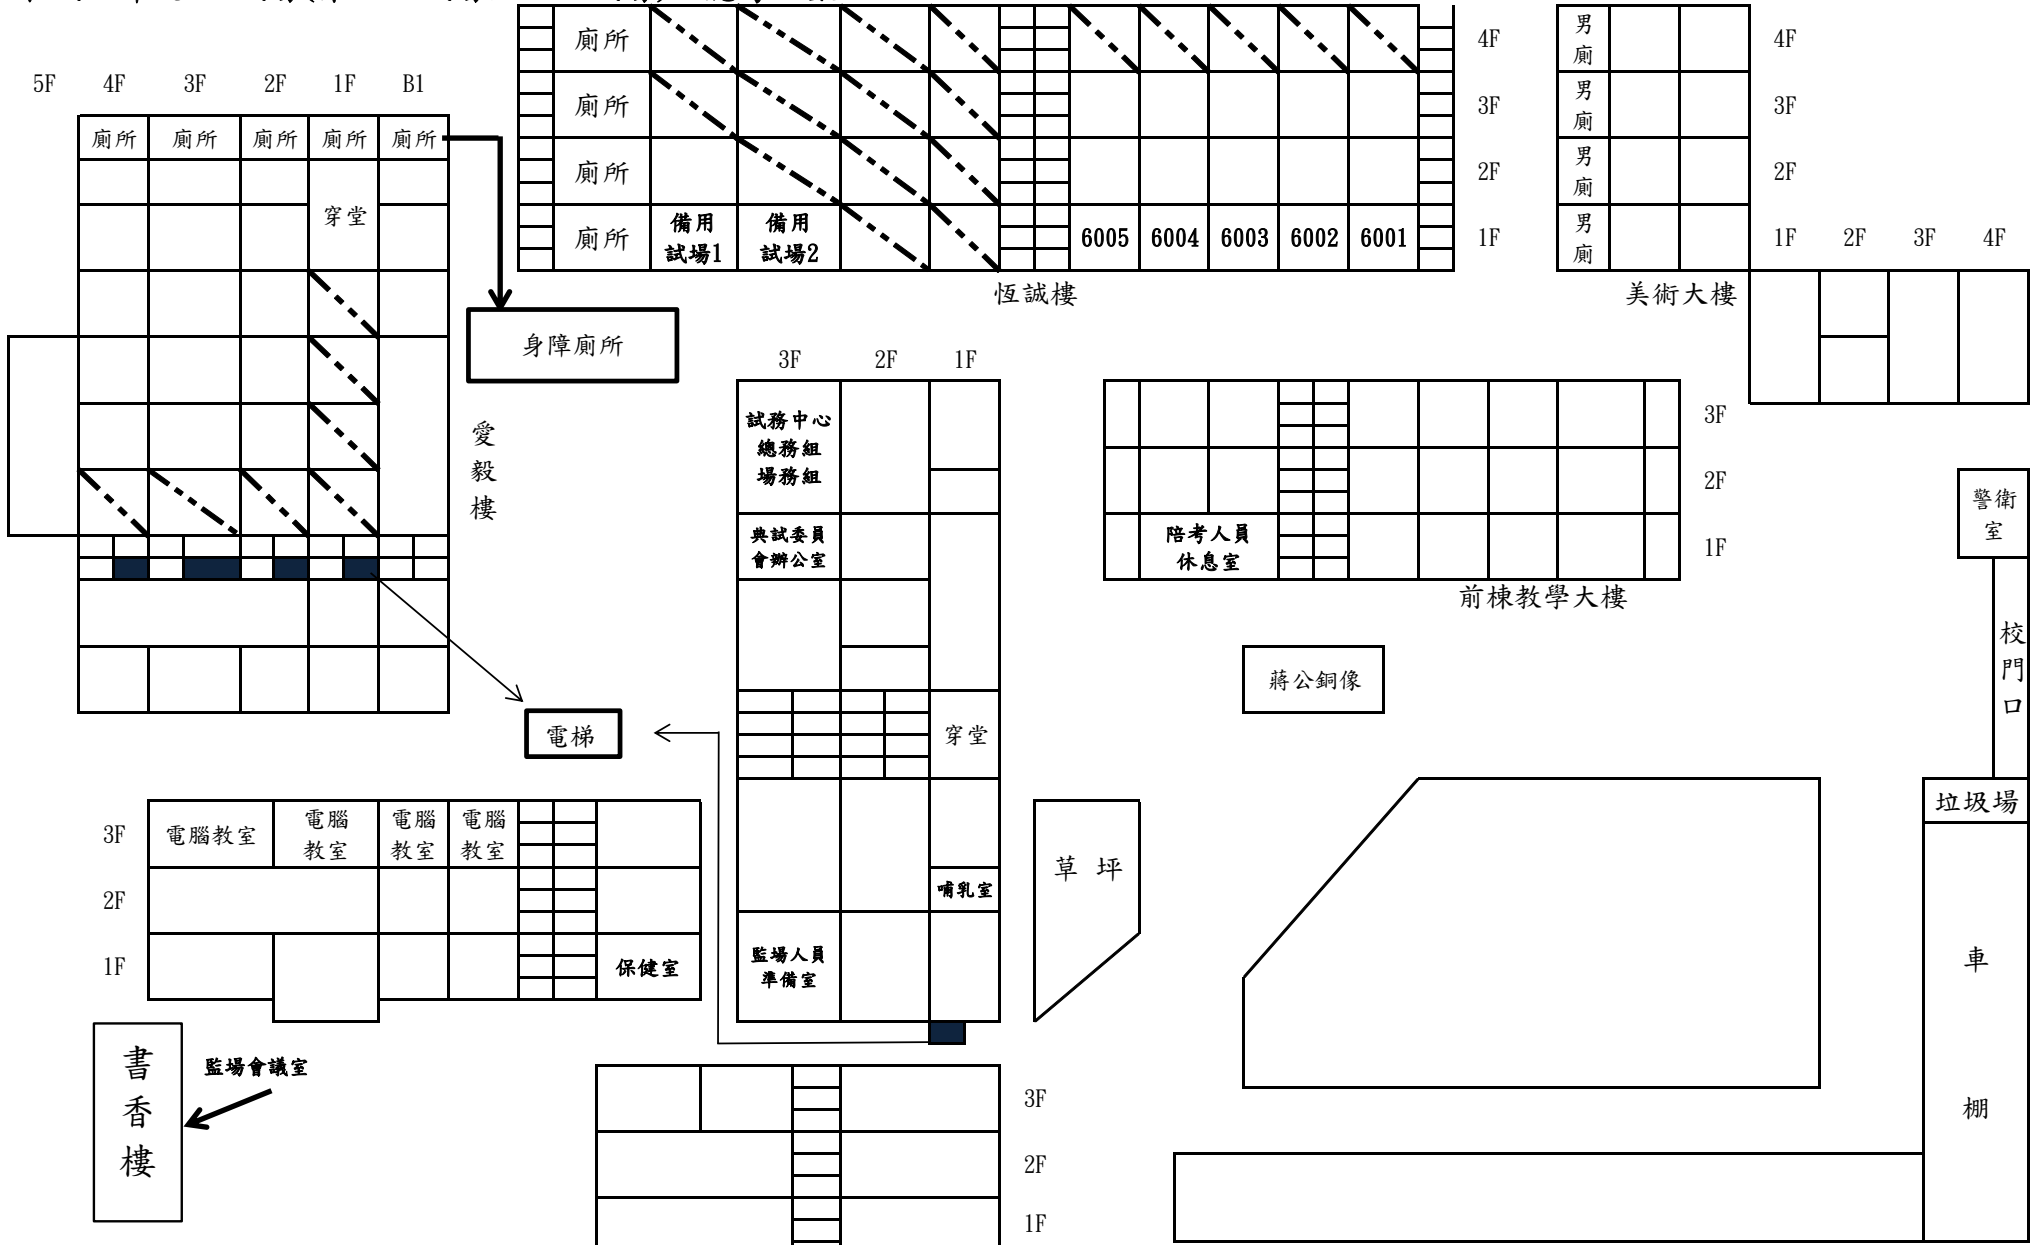 廁所
4F
廁所
3F
廁所
2F
廁所
備用
試場1
備用
試場2
6005
6004
6003
6002
6001
1F
恆誠樓
男
廁
4F
男
廁
3F
男
廁
2F
男
廁
1F
2F
3F
4F
美術大樓
5F
4F
3F
2F
1F
B1
廁所
廁所
廁所
廁所
廁所
穿堂
身障廁所
愛
毅
樓
3F
2F
1F
試務中心
總務組
場務組
典試委員
會辦公室
穿堂
哺乳室
監場人員
準備室
3F
2F
陪考人員
休息室
1F
前棟教學大樓
警衛
室
校
門
口
蔣公銅像
電梯
垃圾場
車
棚
草 坪
3F
電腦教室
電腦
教室
電腦
教室
電腦
教室
2F
1F
保健室
書
香
樓
監場會議室
3F
2F
1F